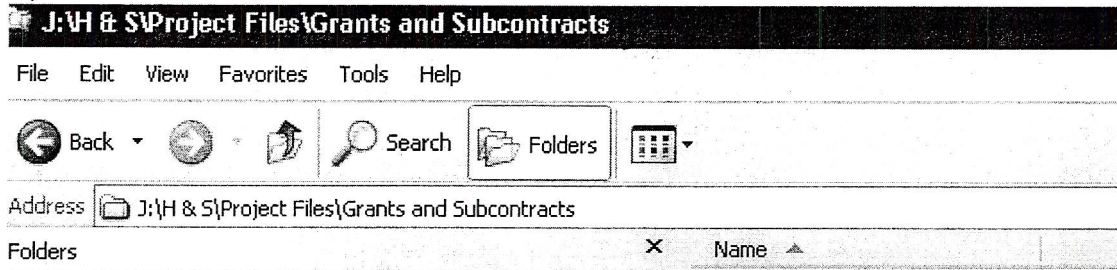 J:\H & S\Project Files\Grants and Subcontracts
File Edit View Favorites Tools Help
Back Search Folders
Address J:\H & S\Project Files\Grants and Subcontracts
Folders X Name